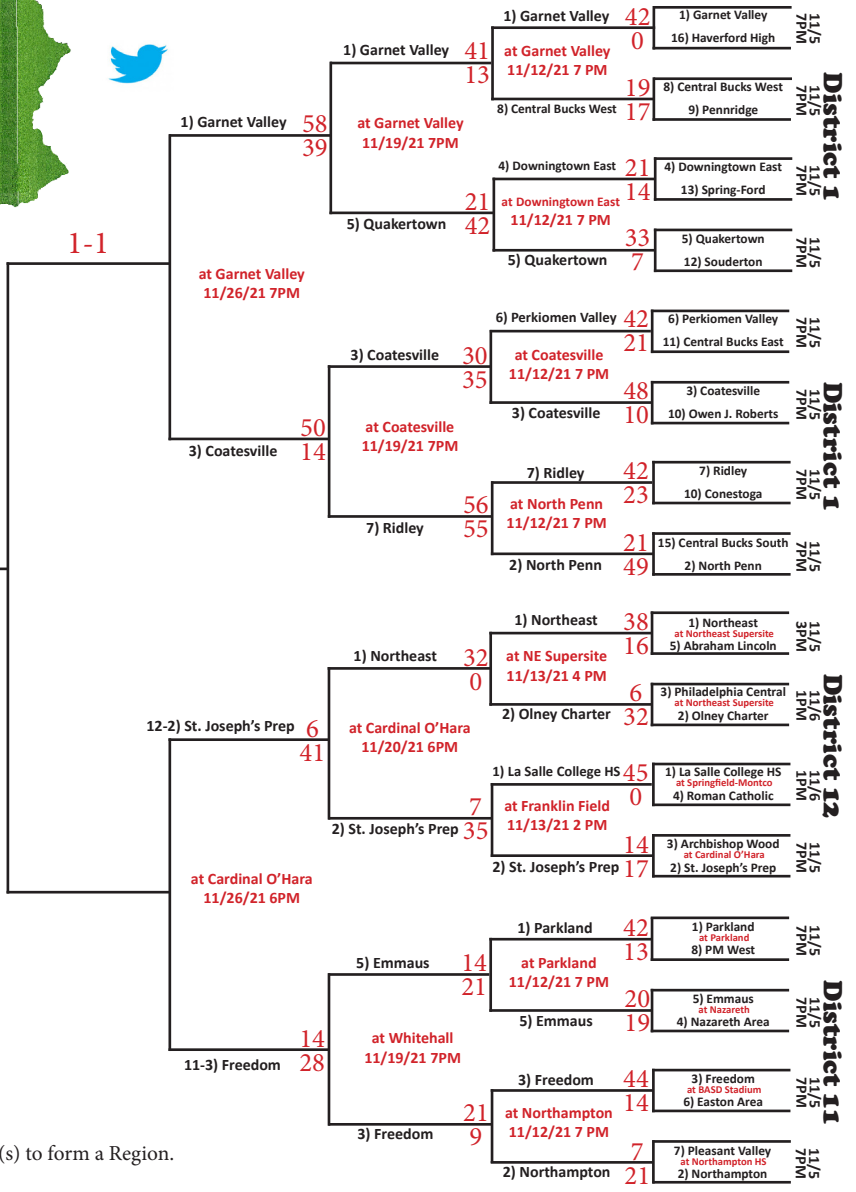 1) Garnet Valley 42
0
1) Garnet Valley
16) Haverford High
11/5
7PM
1) Garnet Valley 41
13
at Garnet Valley
11/12/21 7 PM
8) Central Bucks West
19
17
8) Central Bucks West
9) Pennridge
11/5
7PM
District 1
1) Garnet Valley 58
39
at Garnet Valley
11/19/21 7PM
4) Downingtown East 21
14
4) Downingtown East
13) Spring-Ford
11/5
7PM
21
42
5) Quakertown
at Downingtown East
11/12/21 7 PM
5) Quakertown
33
7
5) Quakertown
12) Souderton
11/5
7PM
1-1
at Garnet Valley
11/26/21 7PM
6) Perkiomen Valley 42
21
6) Perkiomen Valley
11) Central Bucks East
11/5
7PM
3) Coatesville 30
35
at Coatesville
11/12/21 7 PM
3) Coatesville
48
10
3) Coatesville
10) Owen J. Roberts
11/5
7PM
District 1
50
14
3) Coatesville
at Coatesville
11/19/21 7PM
7) Ridley 42
23
7) Ridley
10) Conestoga
11/5
7PM
56
55
7) Ridley
at North Penn
11/12/21 7 PM
2) North Penn
21
49
15) Central Bucks South
2) North Penn
11/5
7PM
1) Northeast 38
16
1) Northeast
at Northeast Supersite
5) Abraham Lincoln
11/5
3PM
1) Northeast 32
0
at NE Supersite
11/13/21 4 PM
2) Olney Charter
6
32
3) Philadelphia Central
at Northeast Supersite
2) Olney Charter
11/6
1PM
District 12
12-2) St. Joseph’s Prep 6
41
at Cardinal O’Hara
11/20/21 6PM
1) La Salle College HS 45
0
1) La Salle College HS
at Springfield-Montco
4) Roman Catholic
11/6
1PM
7
35
2) St. Joseph’s Prep
at Franklin Field
11/13/21 2 PM
2) St. Joseph’s Prep
14
17
3) Archbishop Wood
at Cardinal O’Hara
2) St. Joseph’s Prep
11/5
7PM
at Cardinal O’Hara
11/26/21 6PM
1) Parkland 42
13
1) Parkland
at Parkland
8) PM West
11/5
7PM
5) Emmaus 14
21
at Parkland
11/12/21 7 PM
5) Emmaus
20
19
5) Emmaus
at Nazareth
4) Nazareth Area
11/5
7PM
District 11
14
28
11-3) Freedom
at Whitehall
11/19/21 7PM
3) Freedom 44
14
3) Freedom
at BASD Stadium
6) Easton Area
11/5
7PM
21
9
3) Freedom
at Northampton
11/12/21 7 PM
2) Northampton
7
21
7) Pleasant Valley
at Northampton HS
2) Northampton
11/5
7PM
(s) to form a Region.